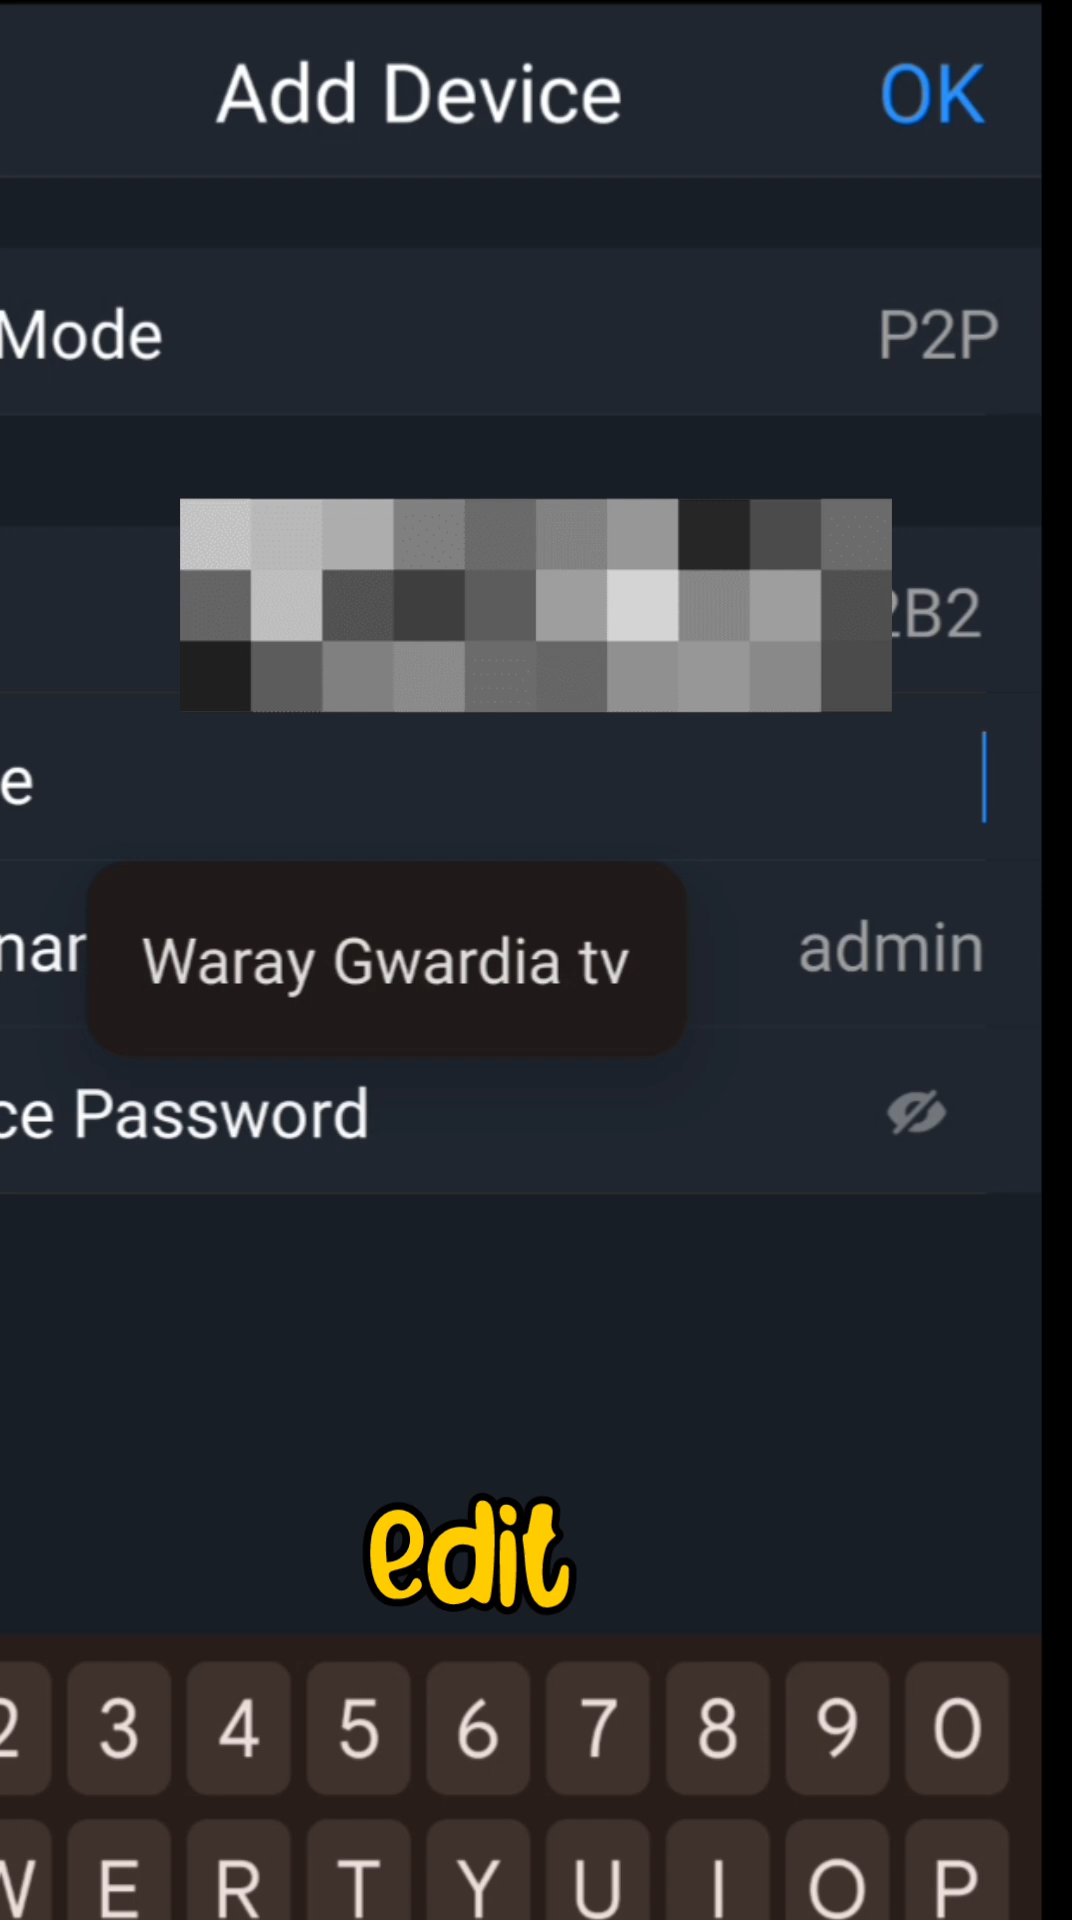 Add Device OK
Mode P2P
2B2
e
nar admin
Waray Gwardia tv
ce Password
edit
2 3 4 5 6 7 8 9 0
W E R T Y U I O P